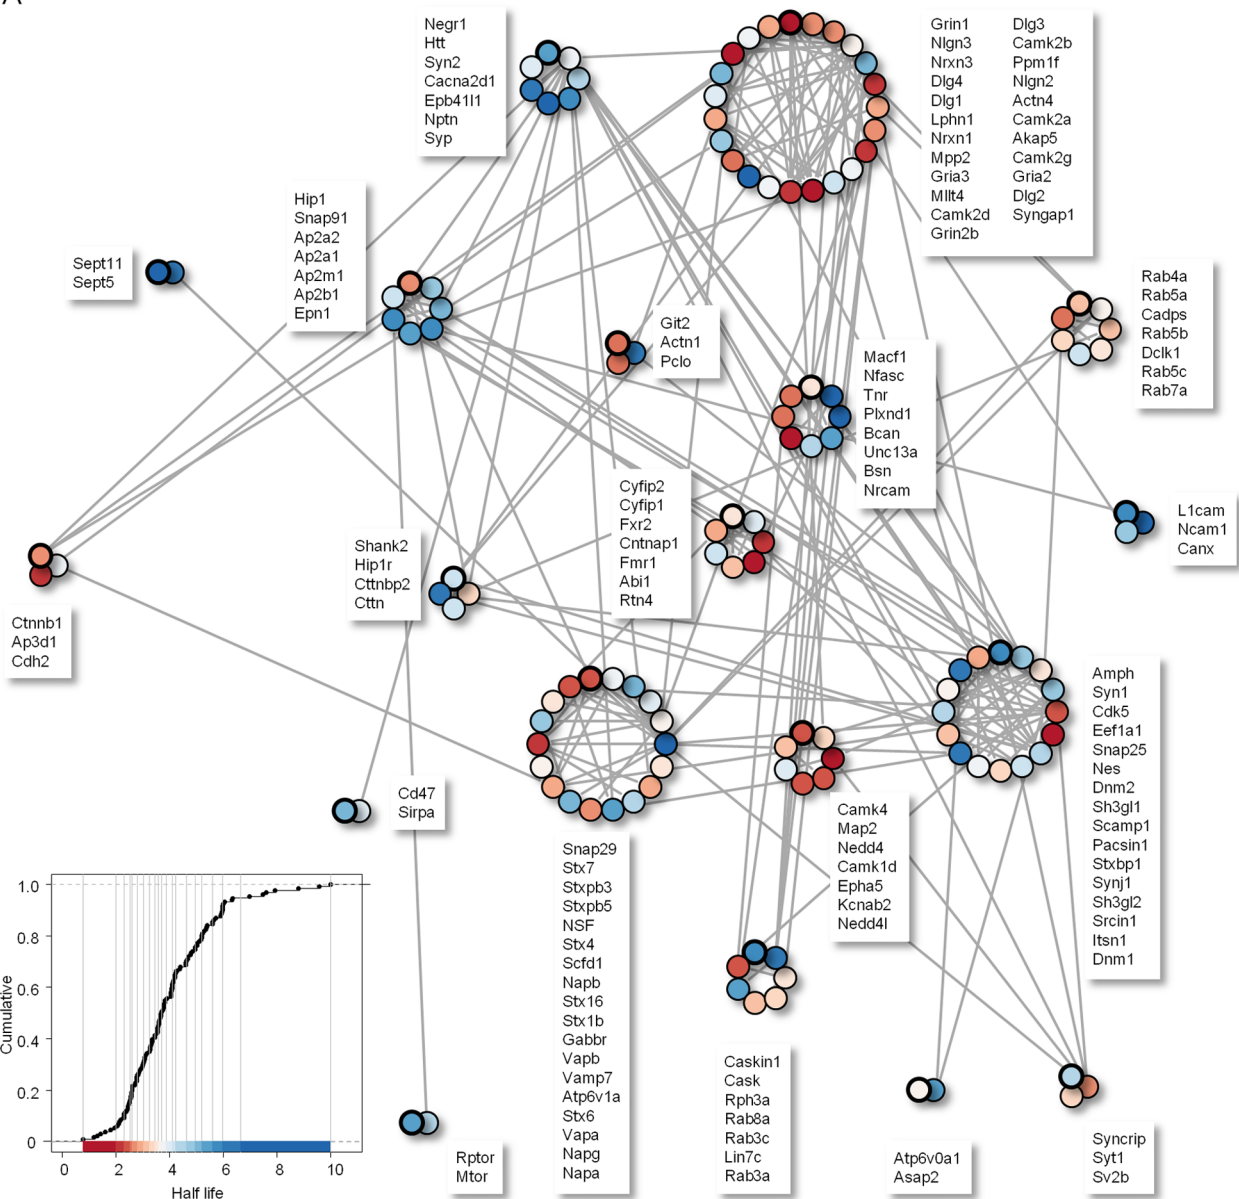 Negr1
Htt
Syn2
Cacna2d1
Epb41l1
Nptn
Syp
Grin1
Nlgn3
Nrxn3
Dlg4
Dlg1
Lphn1
Nrxn1
Mpp2
Gria3
Mllt4
Camk2d
Grin2b
Dlg3
Camk2b
Ppm1f
Nlgn2
Actn4
Camk2a
Akap5
Camk2g
Gria2
Dlg2
Syngap1
Hip1
Snap91
Ap2a2
Ap2a1
Ap2m1
Ap2b1
Epn1
Sept11
Sept5
Rab4a
Rab5a
Cadps
Rab5b
Dclk1
Rab5c
Rab7a
Git2
Actn1
Pclo
Macf1
Nfasc
Tnr
Plxnd1
Bcan
Unc13a
Bsn
Nrcam
Cyfip2
Cyfip1
Fxr2
Cntnap1
Fmr1
Abi1
Rtn4
L1cam
Ncam1
Canx
Shank2
Hip1r
Cttnbp2
Cttn
Ctnnb1
Ap3d1
Cdh2
Amph
Syn1
Cdk5
Eef1a1
Snap25
Nes
Dnm2
Sh3gl1
Scamp1
Pacsin1
Stxbp1
Synj1
Sh3gl2
Srcin1
Itsn1
Dnm1
Cd47
Sirpa
Camk4
Map2
Nedd4
Camk1d
Epha5
Kcnab2
Nedd4l
Snap29
Stx7
Stxpb3
Stxpb5
NSF
Stx4
Scfd1
Napb
Stx16
Stx1b
Gabbr
Vapb
Vamp7
Atp6v1a
Stx6
Vapa
Napg
Napa
Caskin1
Cask
Rph3a
Rab8a
Rab3c
Lin7c
Rab3a
Rptor
Mtor
Atp6v0a1
Asap2
Syncrip
Syt1
Sv2b
Cumulative
1.0
0.8
0.6
0.4
0.2
0
0 2 4 6 8 10
Half life